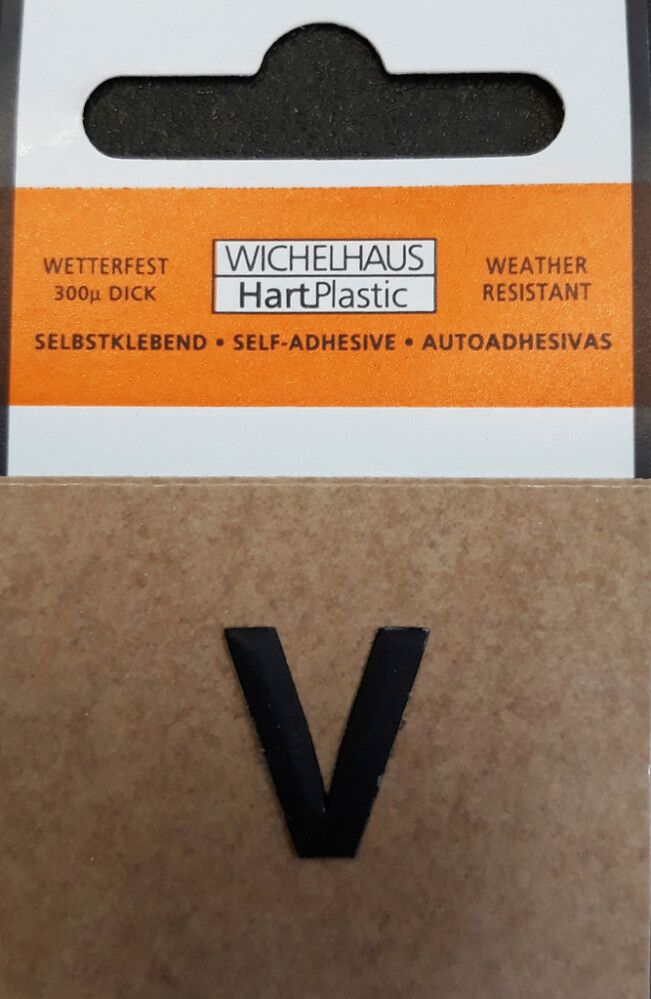 WETTERFEST
300µ DICK
WICHELHAUS
HartPlastic
WEATHER
RESISTANT
SELBSTKLEBEND • SELF-ADHESIVE • AUTOADHESIVAS
V